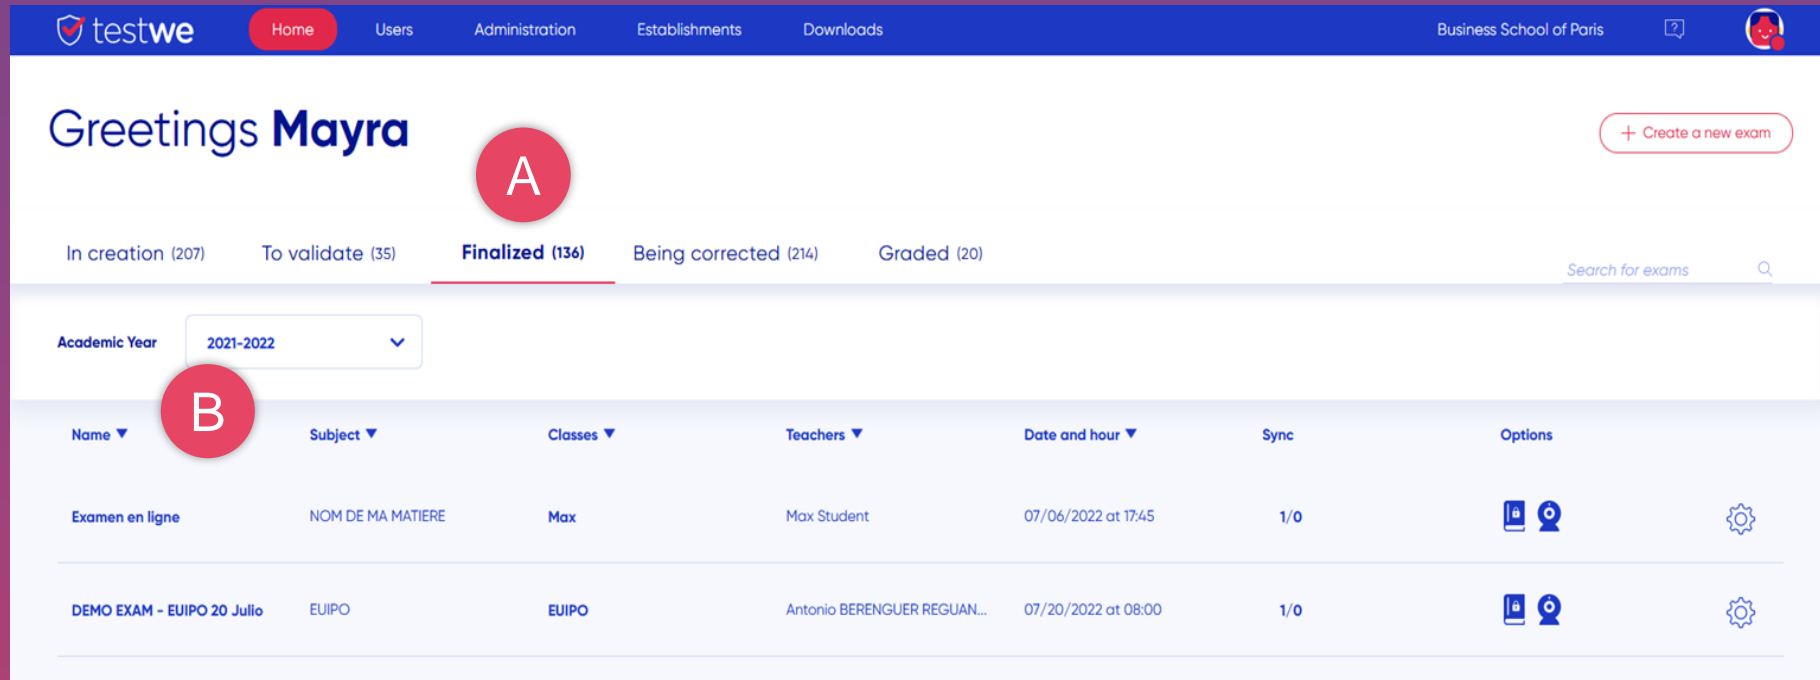 testwe Home Users Administration Establishments Downloads Business School of Paris ?
Greetings Mayra
+ Create a new exam
A
In creation (207) To validate (35) Finalized (136) Being corrected (214) Graded (20)
Search for exams
Academic Year 2021-2022
B
Name ▼ Subject ▼ Classes ▼ Teachers ▼ Date and hour ▼ Sync Options
Examen en ligne NOM DE MA MATIERE Max Max Student 07/06/2022 at 17:45 1/0
DEMO EXAM - EUIPO 20 Julio EUIPO EUIPO Antonio BERENGUER REGUAN... 07/20/2022 at 08:00 1/0